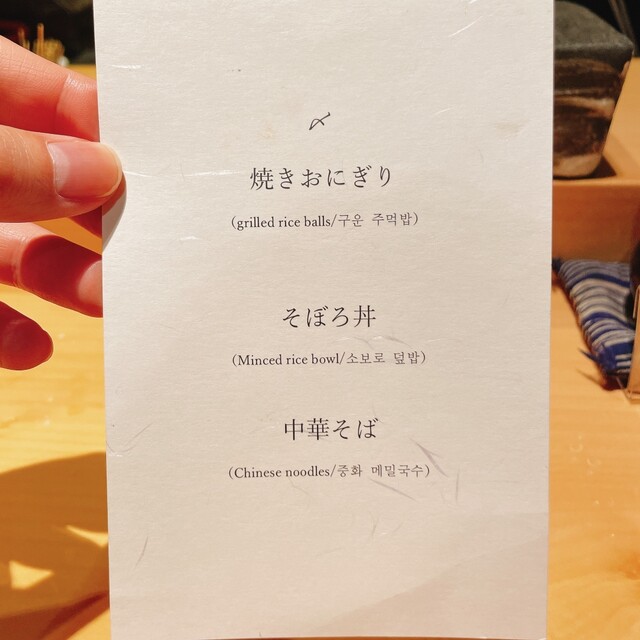 〆
焼きおにぎり
(grilled rice balls/구운 주먹밥)
そぼろ丼
(Minced rice bowl/소보로 덮밥)
中華そば
(Chinese noodles/중화 메밀국수)